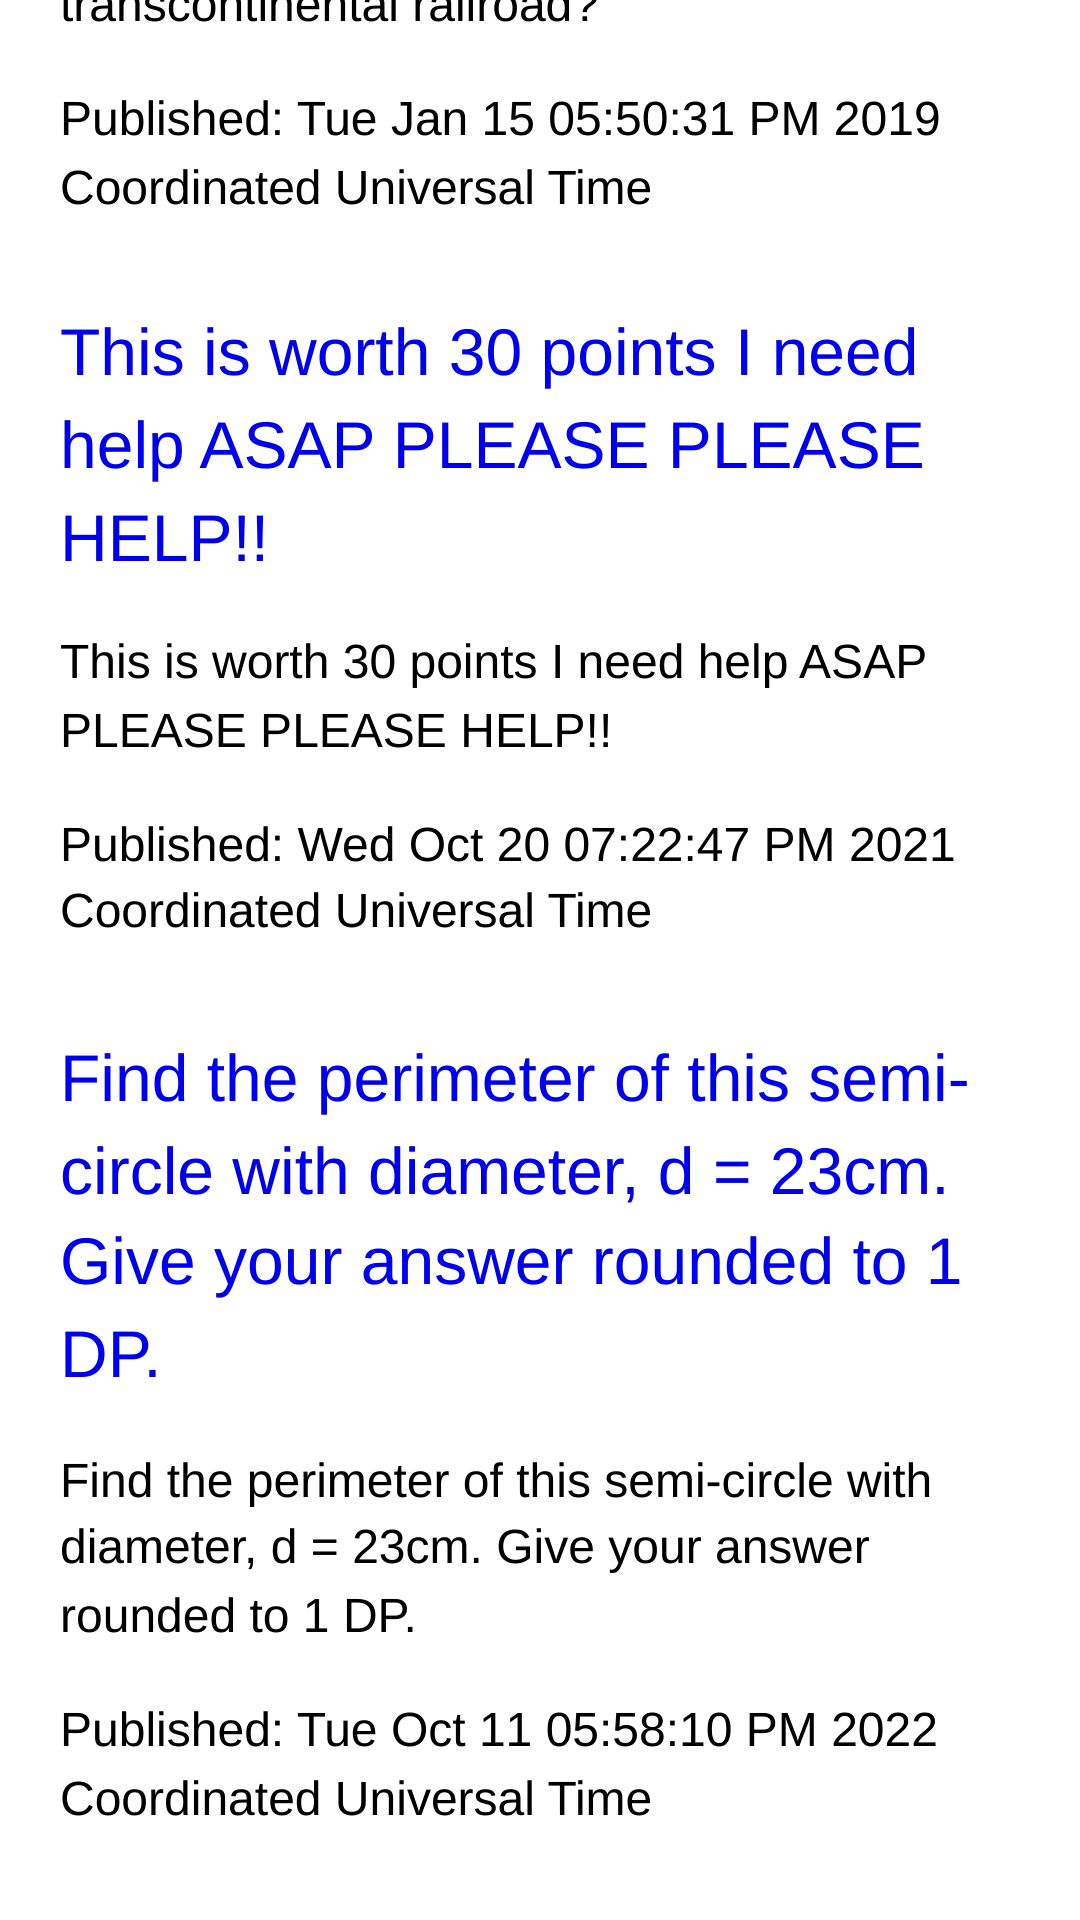 transcontinental railroad?
Published: Tue Jan 15 05:50:31 PM 2019
Coordinated Universal Time
This is worth 30 points I need
help ASAP PLEASE PLEASE
HELP!!
This is worth 30 points I need help ASAP
PLEASE PLEASE HELP!!
Published: Wed Oct 20 07:22:47 PM 2021
Coordinated Universal Time
Find the perimeter of this semi-
circle with diameter, d = 23cm.
Give your answer rounded to 1
DP.
Find the perimeter of this semi-circle with
diameter, d = 23cm. Give your answer
rounded to 1 DP.
Published: Tue Oct 11 05:58:10 PM 2022
Coordinated Universal Time